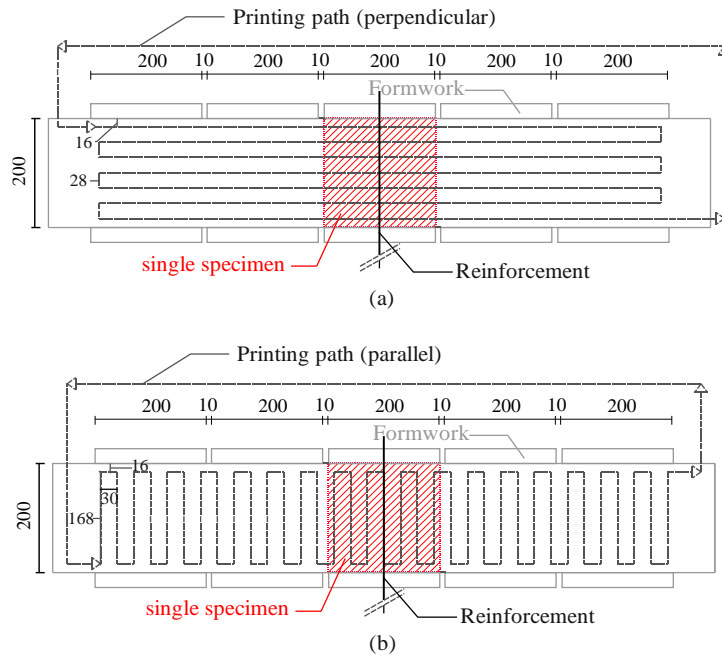 Printing path (perpendicular)
200 10 200 10 200 10 200 10 200
Formwork
16
200
28
single specimen
Reinforcement
(a)
Printing path (parallel)
200 10 200 10 200 10 200 10 200
Formwork
16
30
200
168
single specimen
Reinforcement
(b)